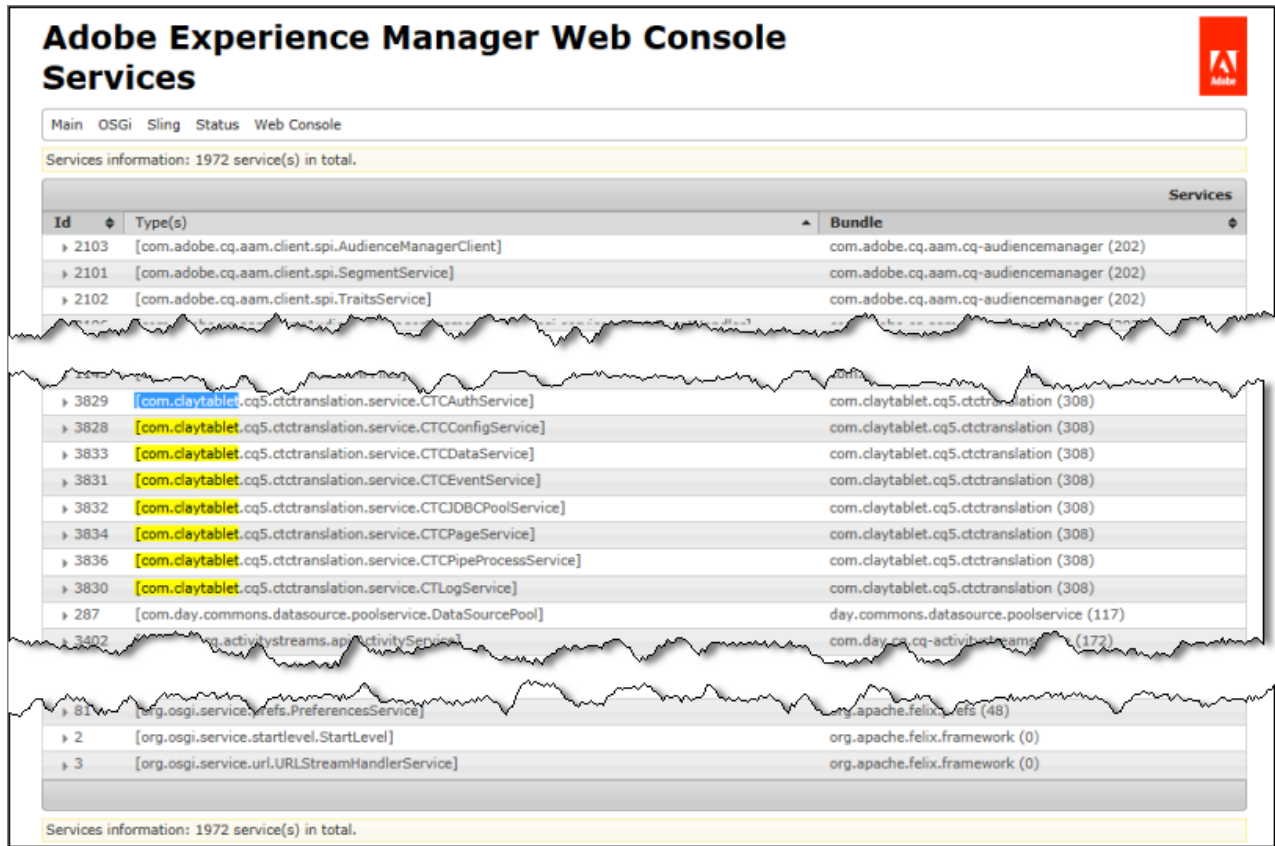 Adobe Experience Manager Web Console
Services
Adobe
Main OSGi Sling Status Web Console
Services information: 1972 service(s) in total.
Services
Id Type(s) Bundle
2103 [com.adobe.cq.aam.client.spi.AudienceManagerClient] com.adobe.cq.aam.cq-audiencemanager (202)
2101 [com.adobe.cq.aam.client.spi.SegmentService] com.adobe.cq.aam.cq-audiencemanager (202)
2102 [com.adobe.cq.aam.client.spi.TraitsService] com.adobe.cq.aam.cq-audiencemanager (202)
3829 [com.claytablet.cq5.ctctranslation.service.CTCAuthService] com.claytablet.cq5.ctctranslation (308)
3828 [com.claytablet.cq5.ctctranslation.service.CTCConfigService] com.claytablet.cq5.ctctranslation (308)
3833 [com.claytablet.cq5.ctctranslation.service.CTCDataService] com.claytablet.cq5.ctctranslation (308)
3831 [com.claytablet.cq5.ctctranslation.service.CTCEventService] com.claytablet.cq5.ctctranslation (308)
3832 [com.claytablet.cq5.ctctranslation.service.CTCJDBCPoolService] com.claytablet.cq5.ctctranslation (308)
3834 [com.claytablet.cq5.ctctranslation.service.CTCPageService] com.claytablet.cq5.ctctranslation (308)
3836 [com.claytablet.cq5.ctctranslation.service.CTCPipeProcessService] com.claytablet.cq5.ctctranslation (308)
3830 [com.claytablet.cq5.ctctranslation.service.CTLogService] com.claytablet.cq5.ctctranslation (308)
287 [com.day.commons.datasource.poolservice.DataSourcePool] day.commons.datasource.poolservice (117)
3402 (172)
81 [org.osgi.service.prefs.PreferencesService] org.apache.felix.prefs (48)
2 [org.osgi.service.startlevel.StartLevel] org.apache.felix.framework (0)
3 [org.osgi.service.url.URLStreamHandlerService] org.apache.felix.framework (0)
Services information: 1972 service(s) in total.